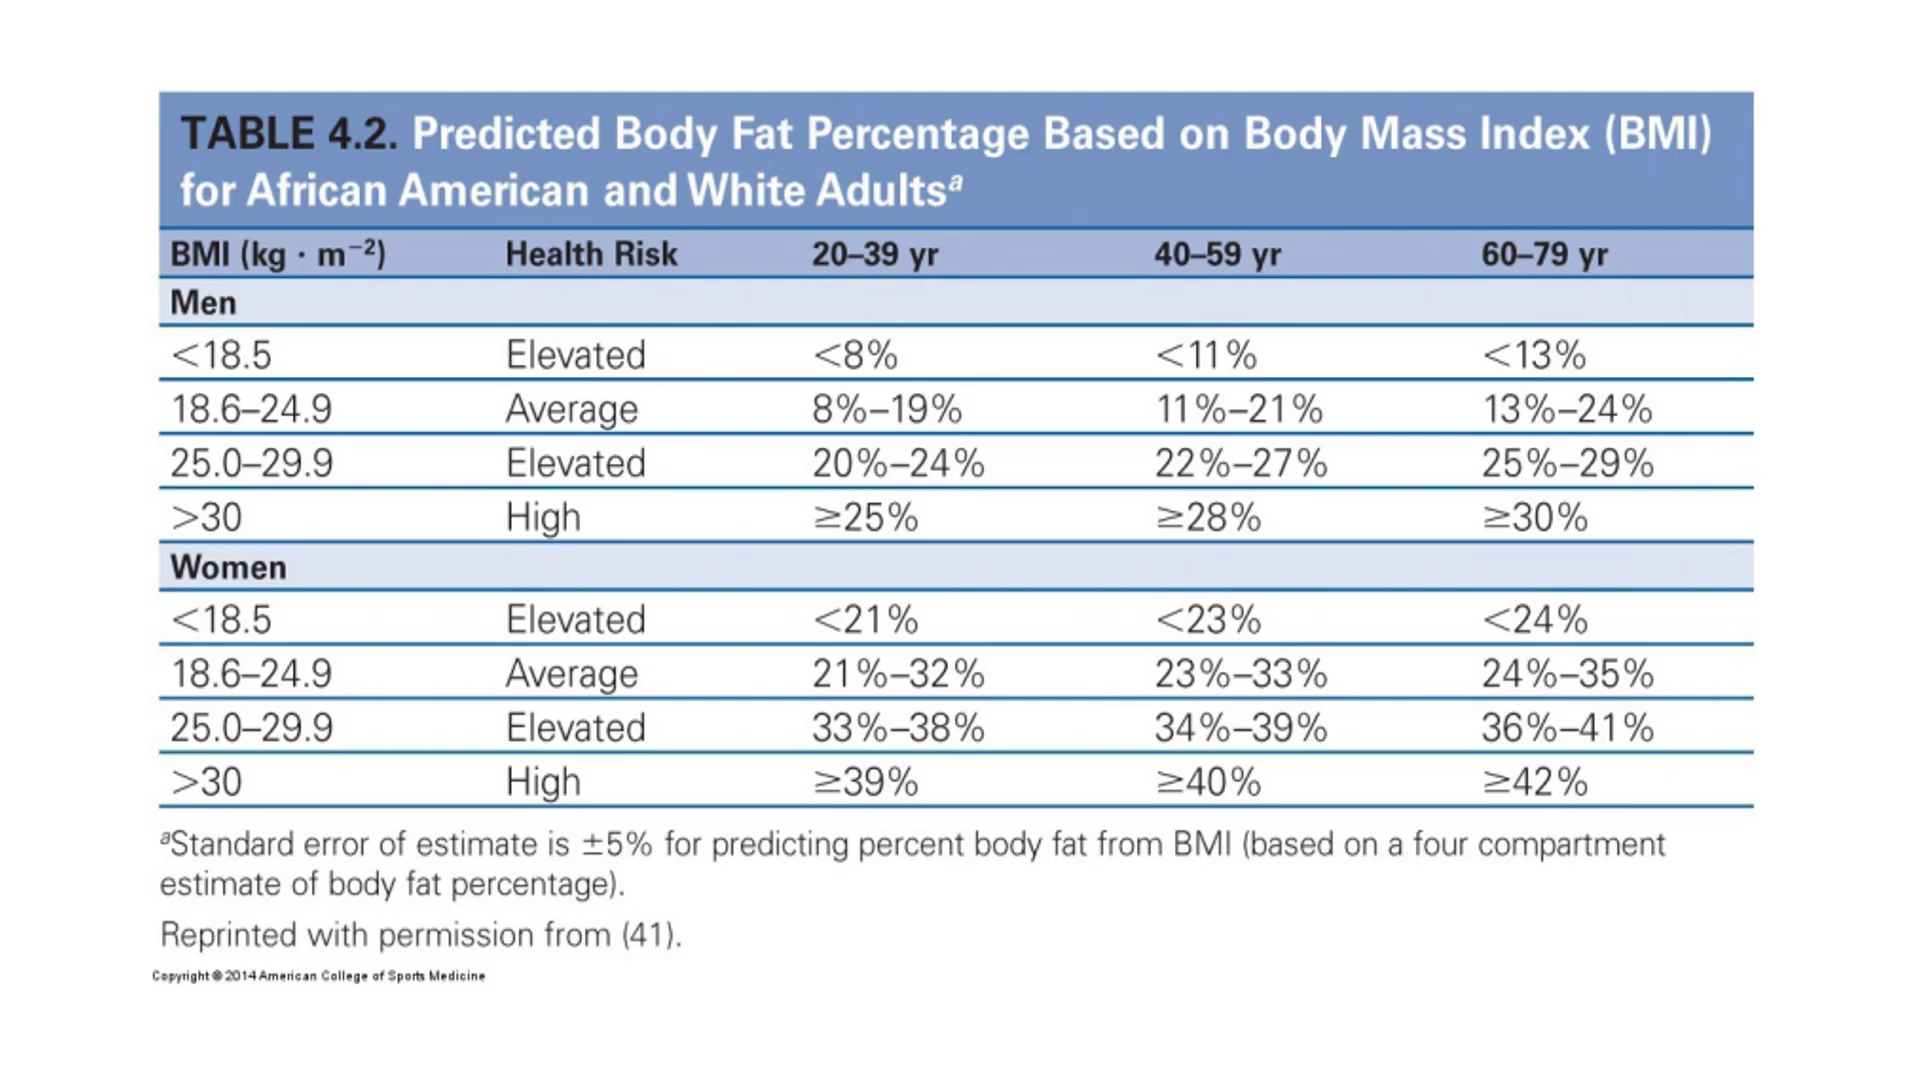 TABLE 4.2. Predicted Body Fat Percentage Based on Body Mass Index (BMI)
for African American and White Adultsᵃ
BMI (kg · m⁻²) Health Risk 20–39 yr 40–59 yr 60–79 yr
Men
<18.5 Elevated <8% <11% <13%
18.6–24.9 Average 8%–19% 11%–21% 13%–24%
25.0–29.9 Elevated 20%–24% 22%–27% 25%–29%
>30 High ≥25% ≥28% ≥30%
Women
<18.5 Elevated <21% <23% <24%
18.6–24.9 Average 21%–32% 23%–33% 24%–35%
25.0–29.9 Elevated 33%–38% 34%–39% 36%–41%
>30 High ≥39% ≥40% ≥42%
ᵃStandard error of estimate is ±5% for predicting percent body fat from BMI (based on a four compartment
estimate of body fat percentage).
Reprinted with permission from (41).
Copyright © 2014 American College of Sports Medicine